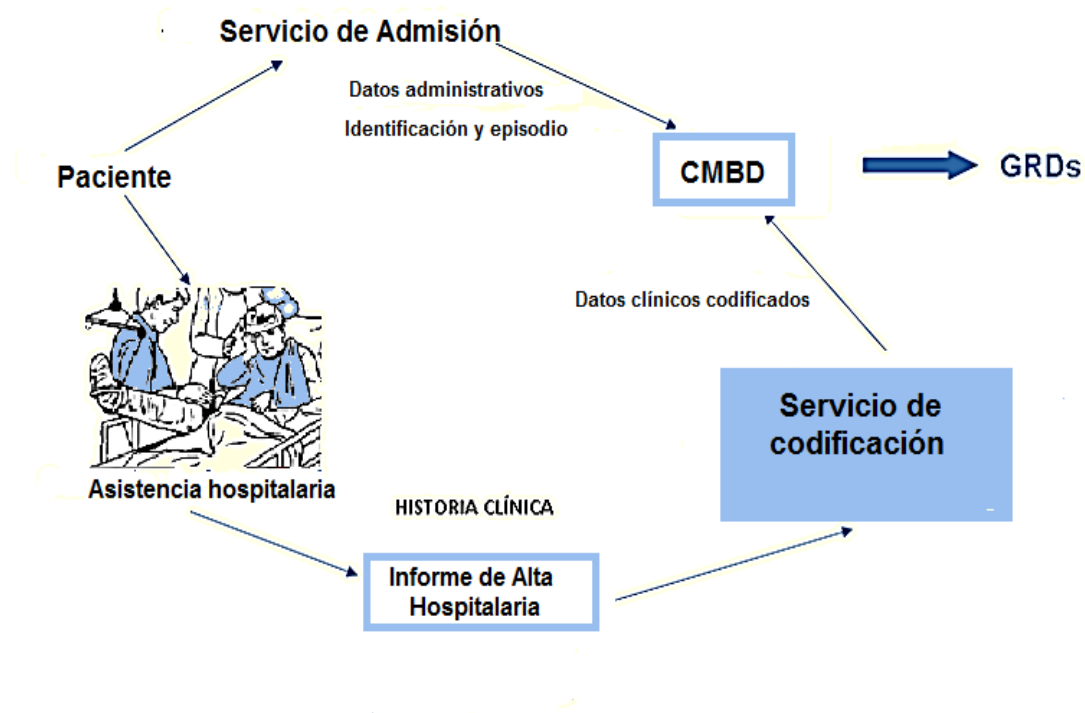 Servicio de Admisión
Datos administrativos
Identificación y episodio
CMBD
GRDs
Paciente
Datos clínicos codificados
Servicio de
codificación
Asistencia hospitalaria
HISTORIA CLÍNICA
Informe de Alta
Hospitalaria